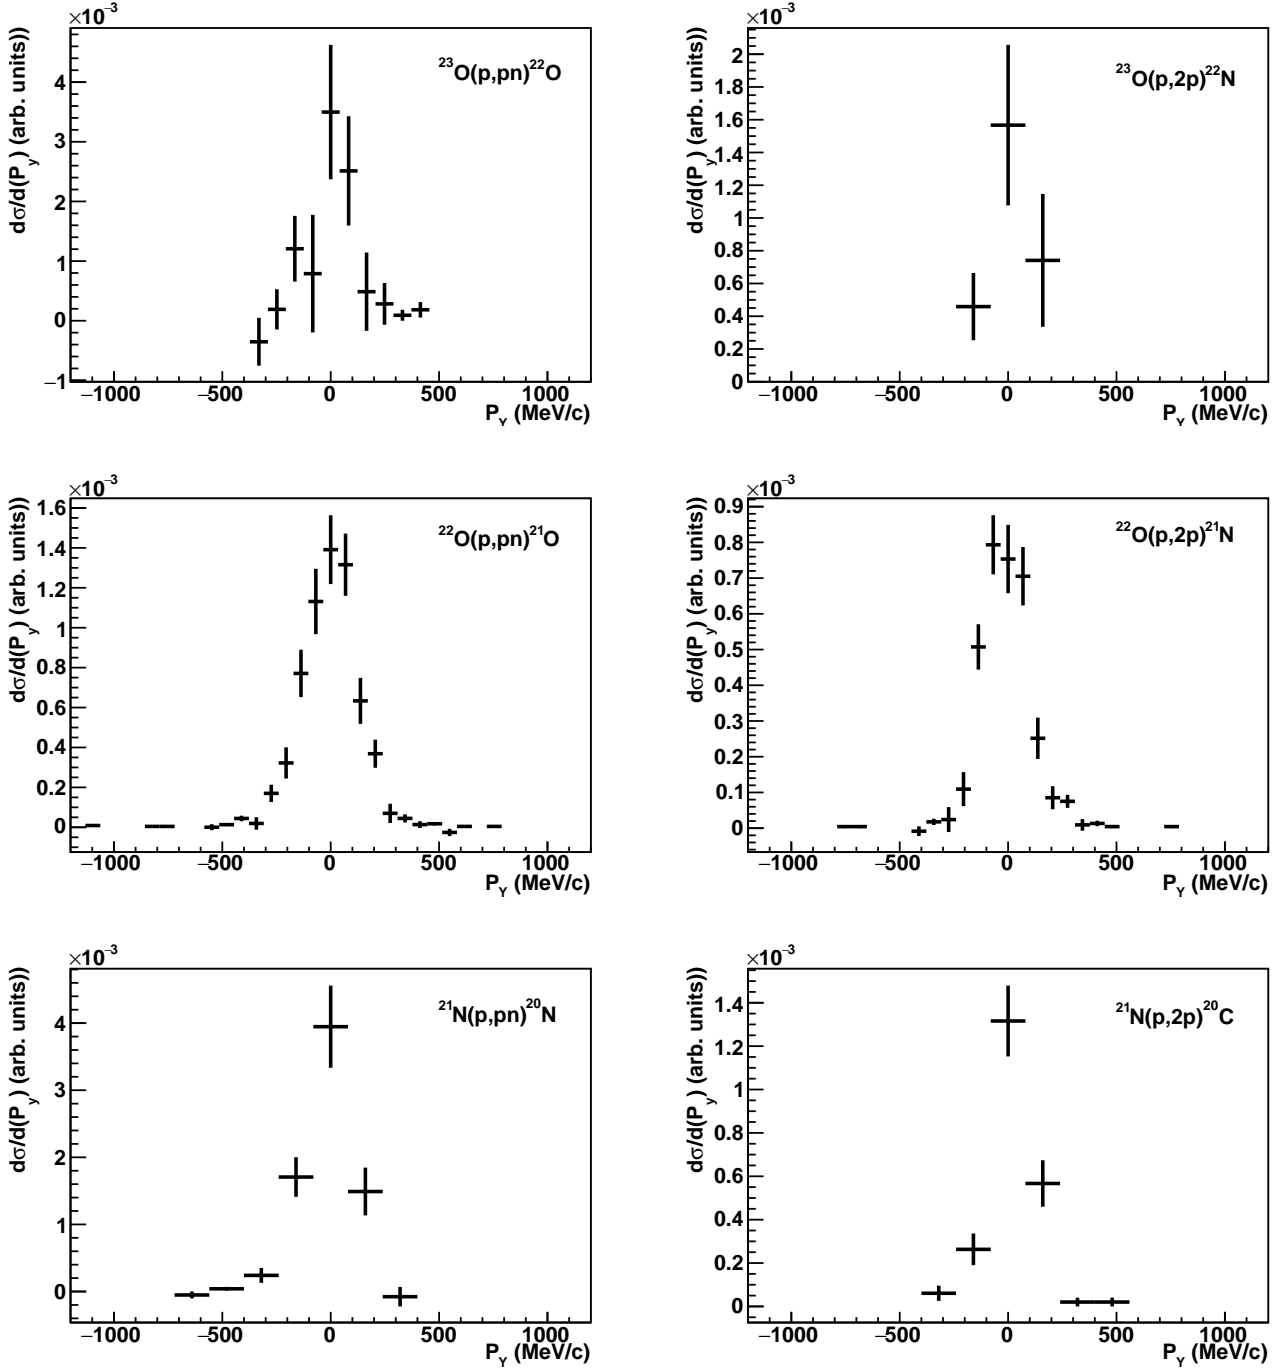 ×10⁻³
dσ/d(P_y) (arb. units))
²³O(p,pn)²²O
4
3
2
1
0
−1
−1000 −500 0 500 1000
P_Y (MeV/c)
×10⁻³
dσ/d(P_y) (arb. units))
²³O(p,2p)²²N
2
1.8
1.6
1.4
1.2
1
0.8
0.6
0.4
0.2
0
−1000 −500 0 500 1000
P_Y (MeV/c)
×10⁻³
dσ/d(P_y) (arb. units))
²²O(p,pn)²¹O
1.6
1.4
1.2
1
0.8
0.6
0.4
0.2
0
−1000 −500 0 500 1000
P_Y (MeV/c)
×10⁻³
dσ/d(P_y) (arb. units))
²²O(p,2p)²¹N
0.9
0.8
0.7
0.6
0.5
0.4
0.3
0.2
0.1
0
−1000 −500 0 500 1000
P_Y (MeV/c)
×10⁻³
dσ/d(P_y) (arb. units))
²¹N(p,pn)²⁰N
4
3
2
1
0
−1000 −500 0 500 1000
P_Y (MeV/c)
×10⁻³
dσ/d(P_y) (arb. units))
²¹N(p,2p)²⁰C
1.4
1.2
1
0.8
0.6
0.4
0.2
0
−1000 −500 0 500 1000
P_Y (MeV/c)